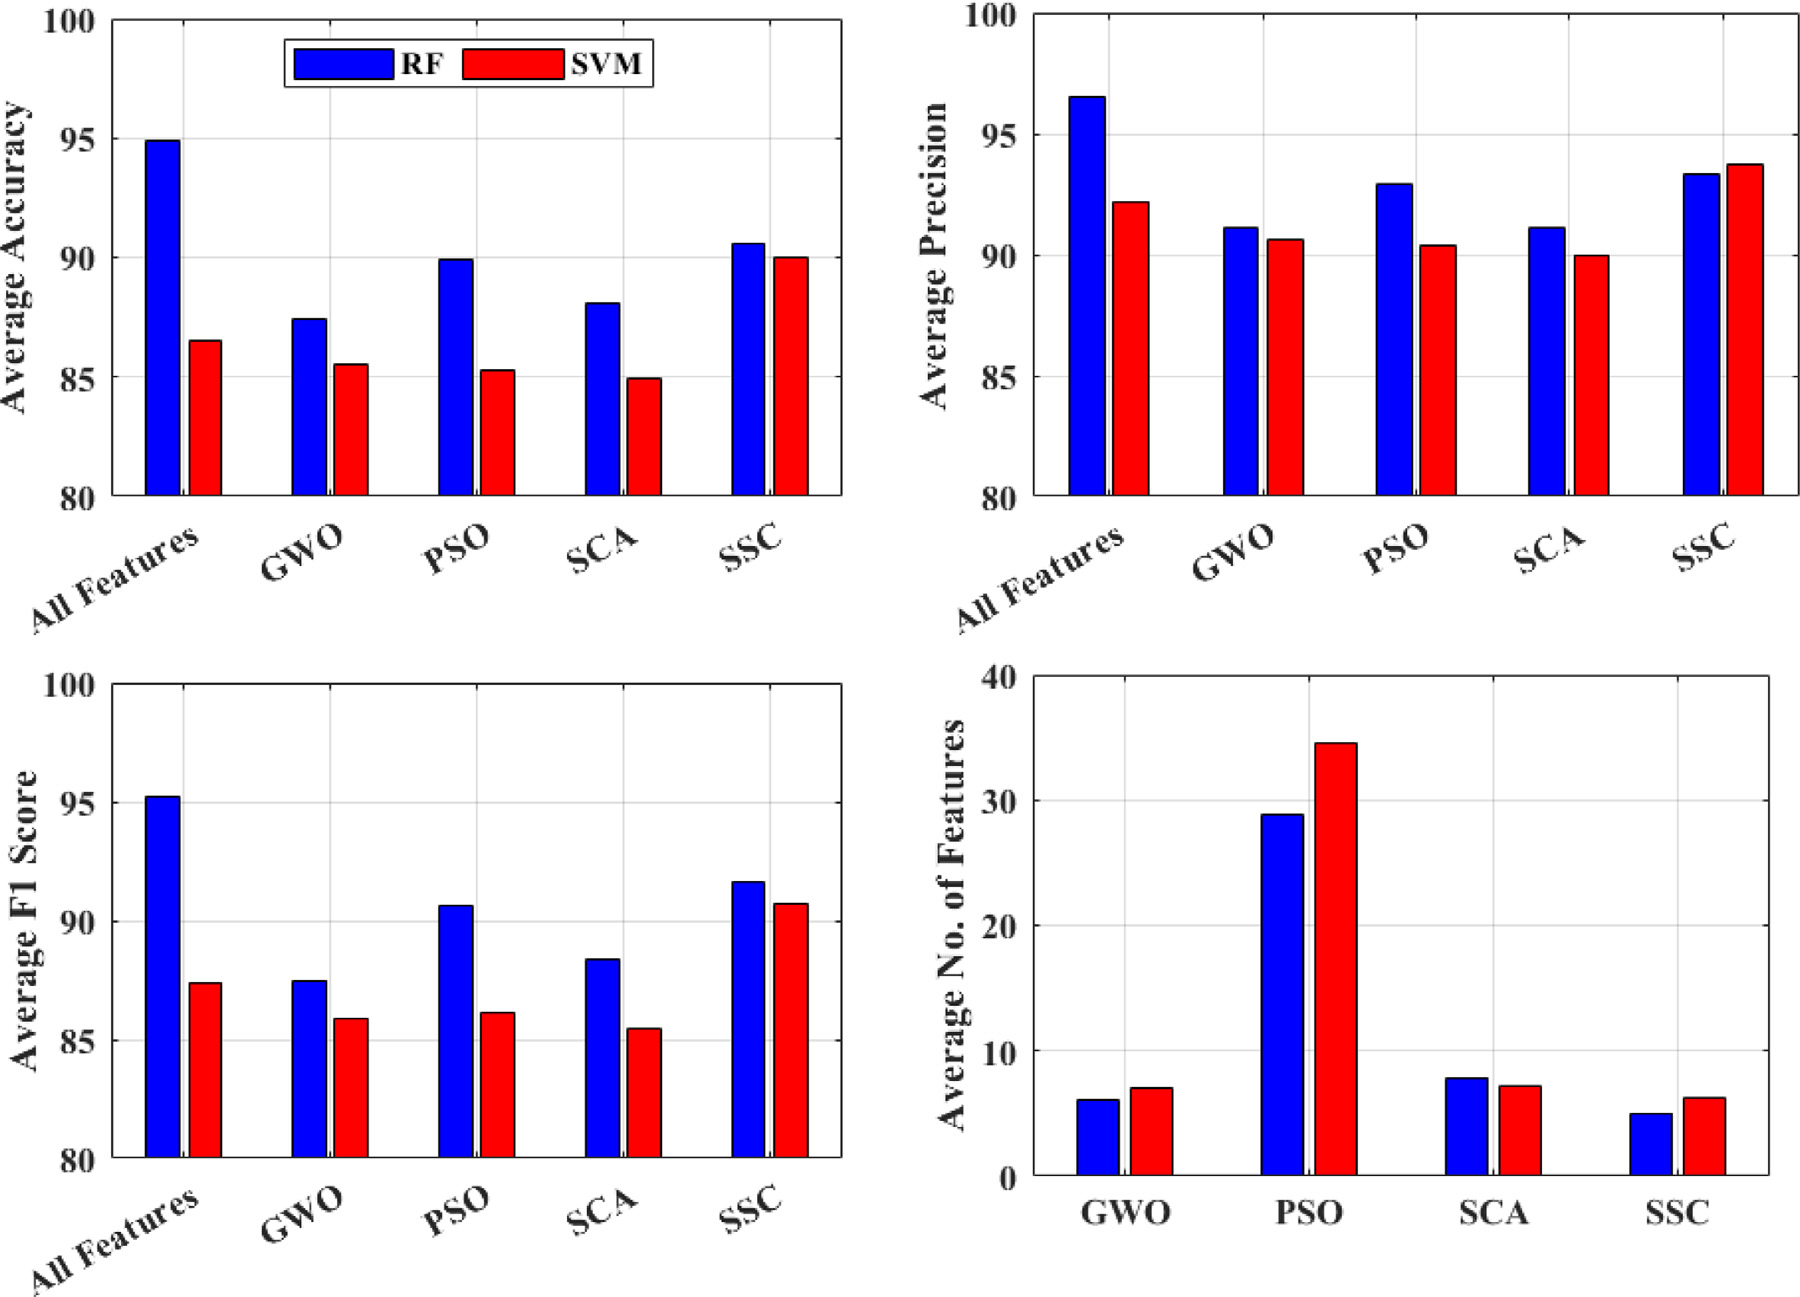 Average Accuracy
100
95
90
85
80
RF SVM
All Features GWO PSO SCA SSC
Average Precision
100
95
90
85
80
All Features GWO PSO SCA SSC
Average F1 Score
100
95
90
85
80
All Features GWO PSO SCA SSC
Average No. of Features
40
30
20
10
0
GWO PSO SCA SSC